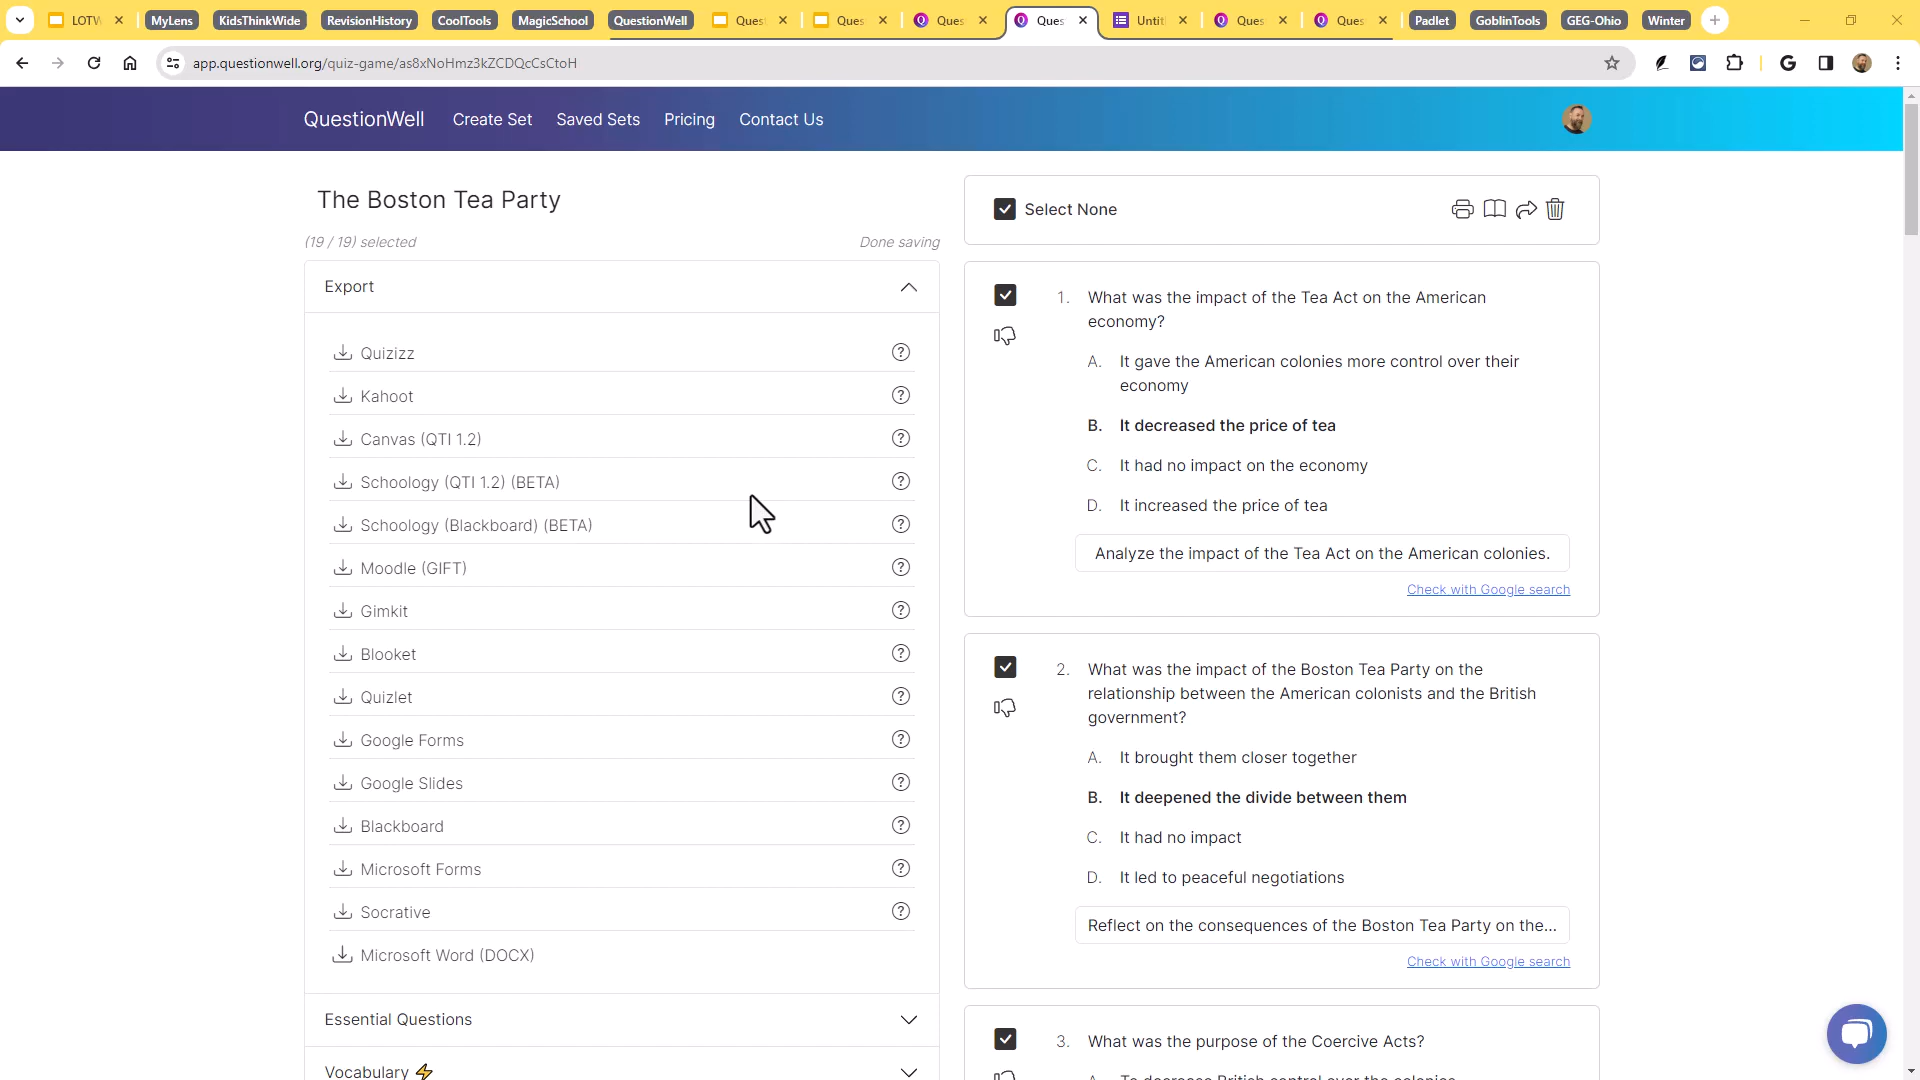 LOTW
MyLens
KidsThinkWide
RevisionHistory
CoolTools
MagicSchool
QuestionWell
Quest
Ques
Ques
Ques
Untit
Ques
Ques
Padlet
GoblinTools
GEG-Ohio
Winter
app.questionwell.org/quiz-game/as8xNoHmz3kZCDQcCsCtoH
QuestionWell
Create Set
Saved Sets
Pricing
Contact Us
The Boston Tea Party
(19 / 19) selected
Done saving
Export
Quizizz
Kahoot
Canvas (QTI 1.2)
Schoology (QTI 1.2) (BETA)
Schoology (Blackboard) (BETA)
Moodle (GIFT)
Gimkit
Blooket
Quizlet
Google Forms
Google Slides
Blackboard
Microsoft Forms
Socrative
Microsoft Word (DOCX)
Essential Questions
Vocabulary ⚡
Select None
1. What was the impact of the Tea Act on the American
economy?
A. It gave the American colonies more control over their
economy
B. It decreased the price of tea
C. It had no impact on the economy
D. It increased the price of tea
Analyze the impact of the Tea Act on the American colonies.
Check with Google search
2. What was the impact of the Boston Tea Party on the
relationship between the American colonists and the British
government?
A. It brought them closer together
B. It deepened the divide between them
C. It had no impact
D. It led to peaceful negotiations
Reflect on the consequences of the Boston Tea Party on the...
Check with Google search
3. What was the purpose of the Coercive Acts?
A. To decrease British control over the colonies